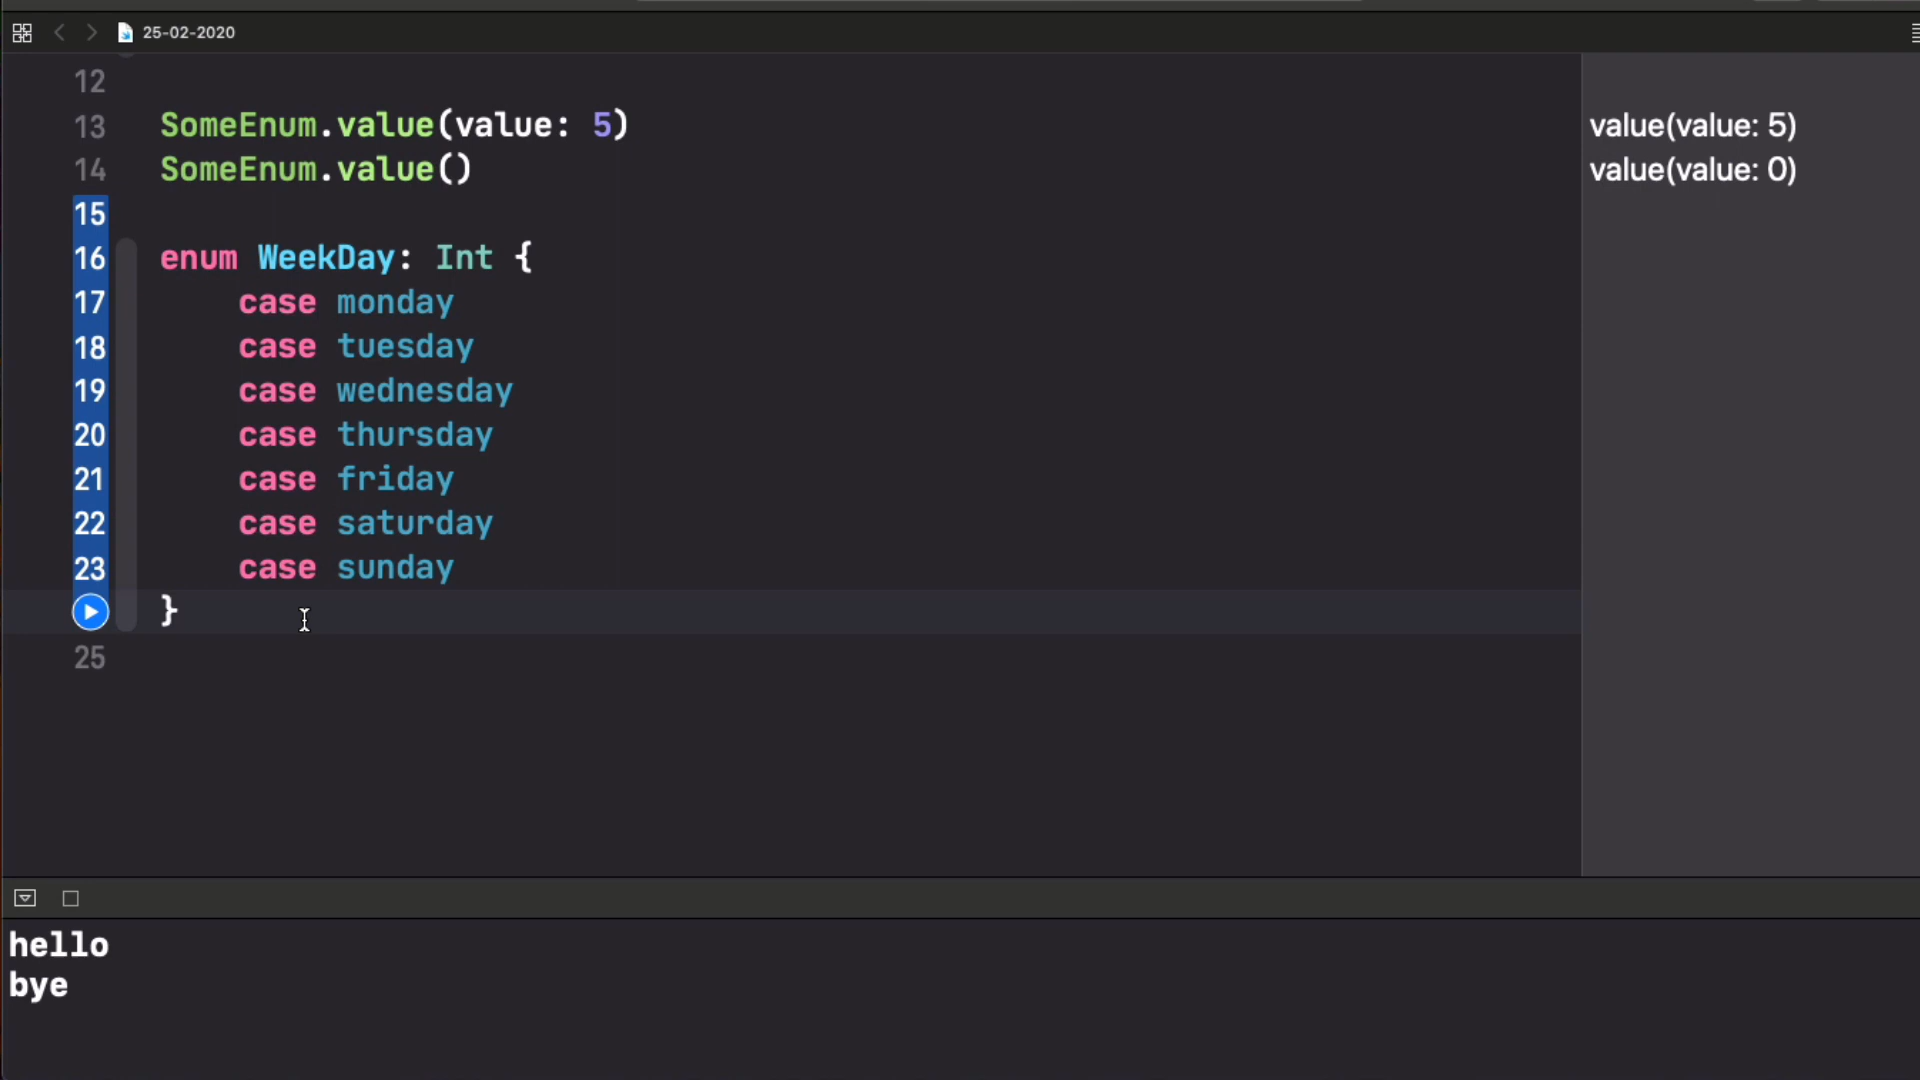 25-02-2020
12
13 SomeEnum.value(value: 5) value(value: 5)
14 SomeEnum.value() value(value: 0)
15
16 enum WeekDay: Int {
17 case monday
18 case tuesday
19 case wednesday
20 case thursday
21 case friday
22 case saturday
23 case sunday
}
25
hello
bye